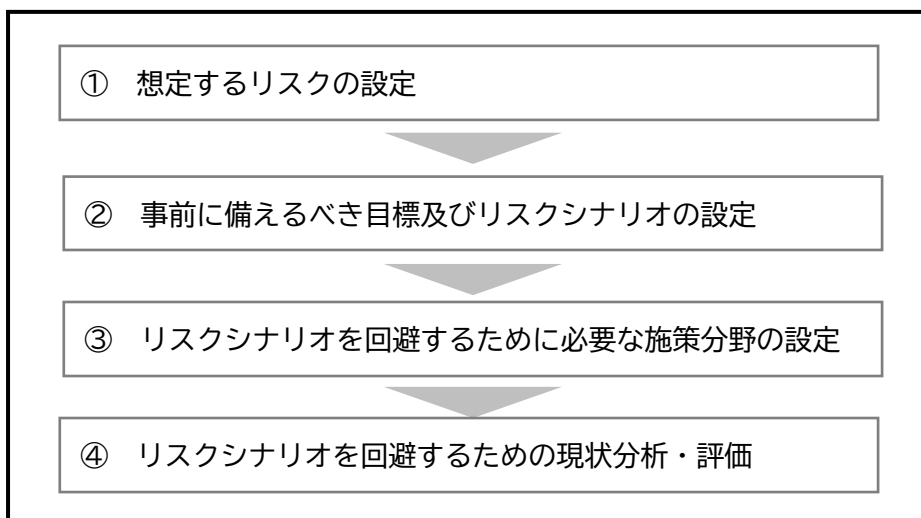 ① 想定するリスクの設定
② 事前に備えるべき目標及びリスクシナリオの設定
③ リスクシナリオを回避するために必要な施策分野の設定
④ リスクシナリオを回避するための現状分析・評価